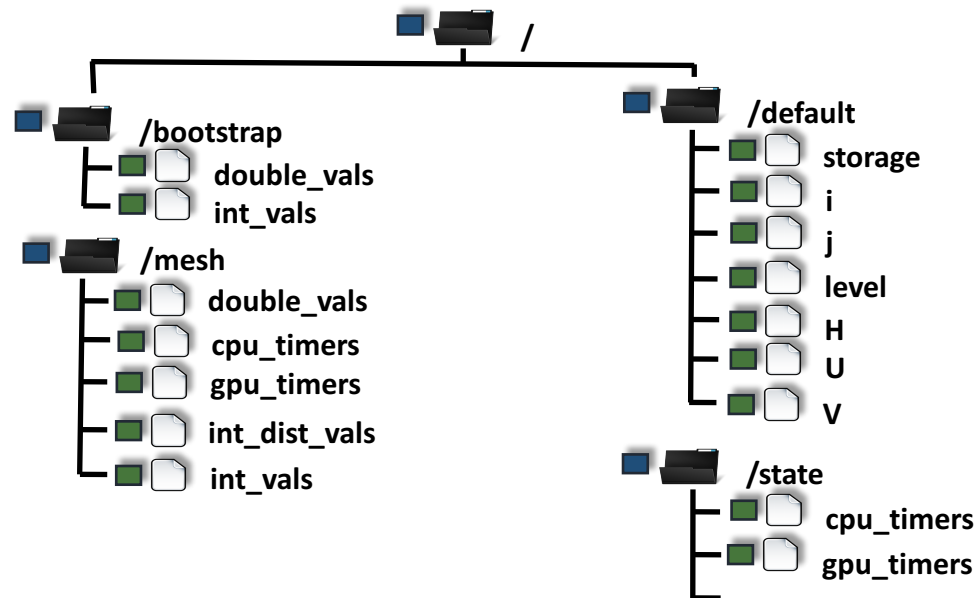 /
/bootstrap
double_vals
int_vals
/mesh
double_vals
cpu_timers
gpu_timers
int_dist_vals
int_vals
/default
storage
i
j
level
H
U
V
/state
cpu_timers
gpu_timers